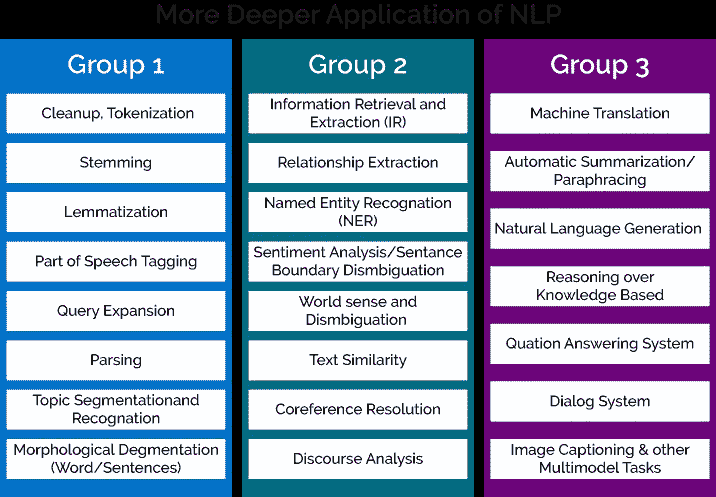 More Deeper Application of NLP
Group 1
Cleanup, Tokenization
Stemming
Lemmatization
Part of Speech Tagging
Query Expansion
Parsing
Topic Segmentationand
Recognation
Morphological Degmentation
(Word/Sentences)
Group 2
Information Retrieval and
Extraction (IR)
Relationship Extraction
Named Entity Recognation
(NER)
Sentiment Analysis/Sentance
Boundary Dismbiguation
World sense and
Dismbiguation
Text Similarity
Coreference Resolution
Discourse Analysis
Group 3
Machine Translation
Automatic Summarization/
Paraphracing
Natural Language Generation
Reasoning over
Knowledge Based
Quation Answering System
Dialog System
Image Captioning & other
Multimodel Tasks